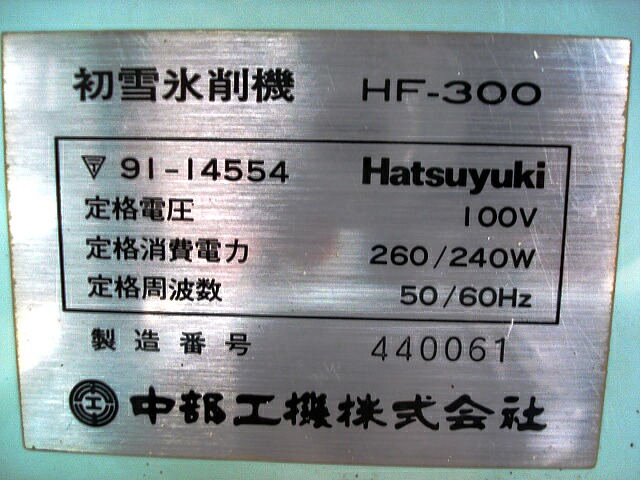 初雪氷削機 HF-300
〒 91-14554 Hatsuyuki
定格電圧 100V
定格消費電力 260/240W
定格周波数 50/60Hz
製造番号 440061
工 中部工機株式会社